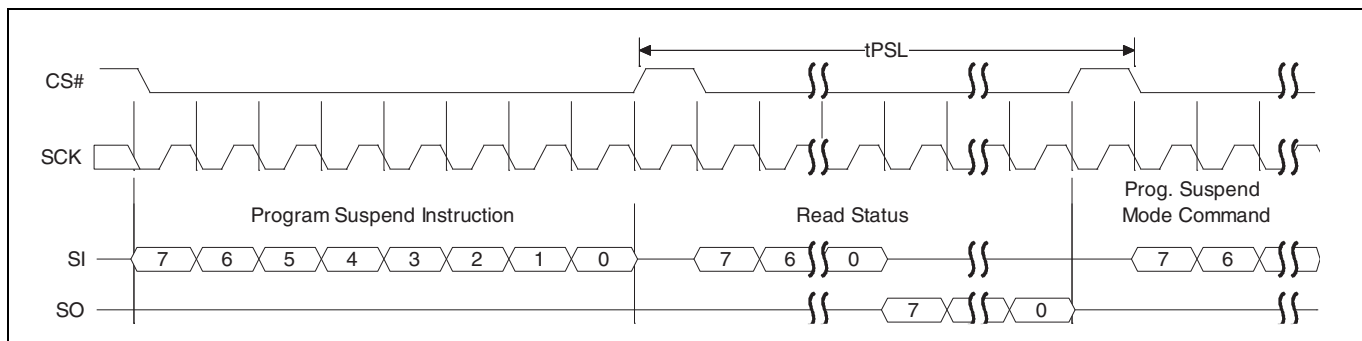 tPSL
CS#
SCK
Prog. Suspend
Program Suspend Instruction Read Status Mode Command
SI 7 6 5 4 3 2 1 0 7 6 0 7 6
SO 7 0